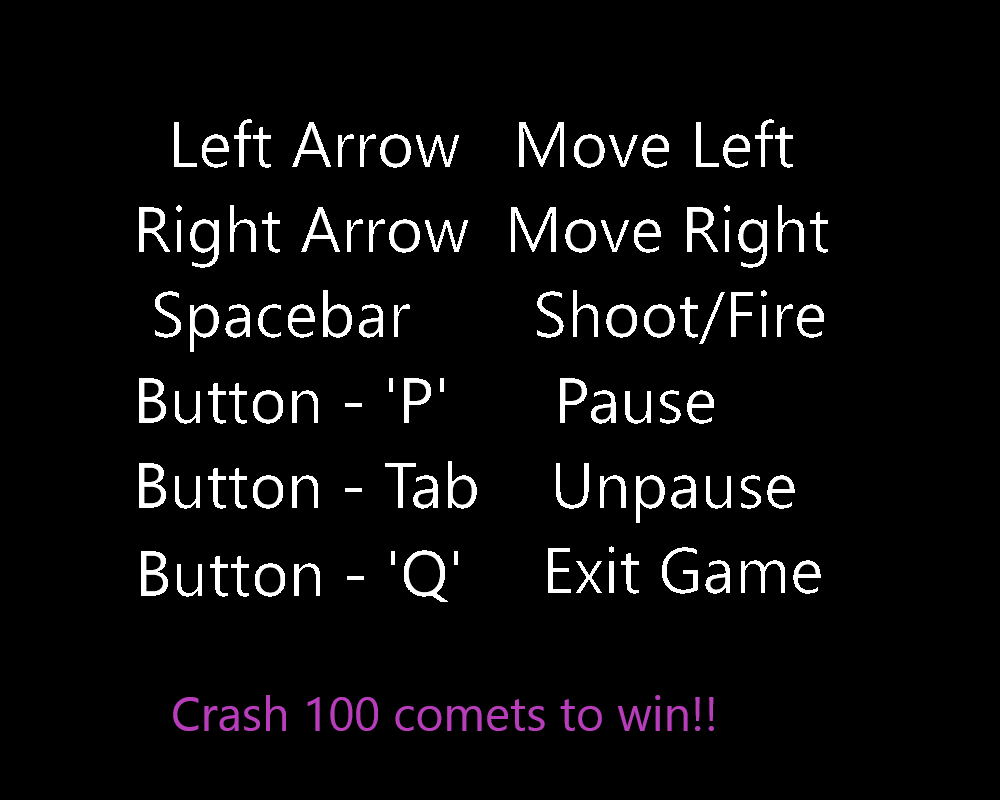 Left Arrow Move Left
Right Arrow Move Right
Spacebar Shoot/Fire
Button - 'P' Pause
Button - Tab Unpause
Button - 'Q' Exit Game
Crash 100 comets to win!!